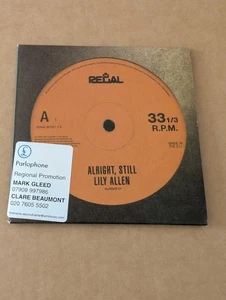 REGAL
A
33 1/3
R.P.M.
ALRIGHT, STILL
LILY ALLEN
Parlophone
Regional Promotion
MARK GLEED
07909 997986
CLARE BEAUMONT
020 7605 5502